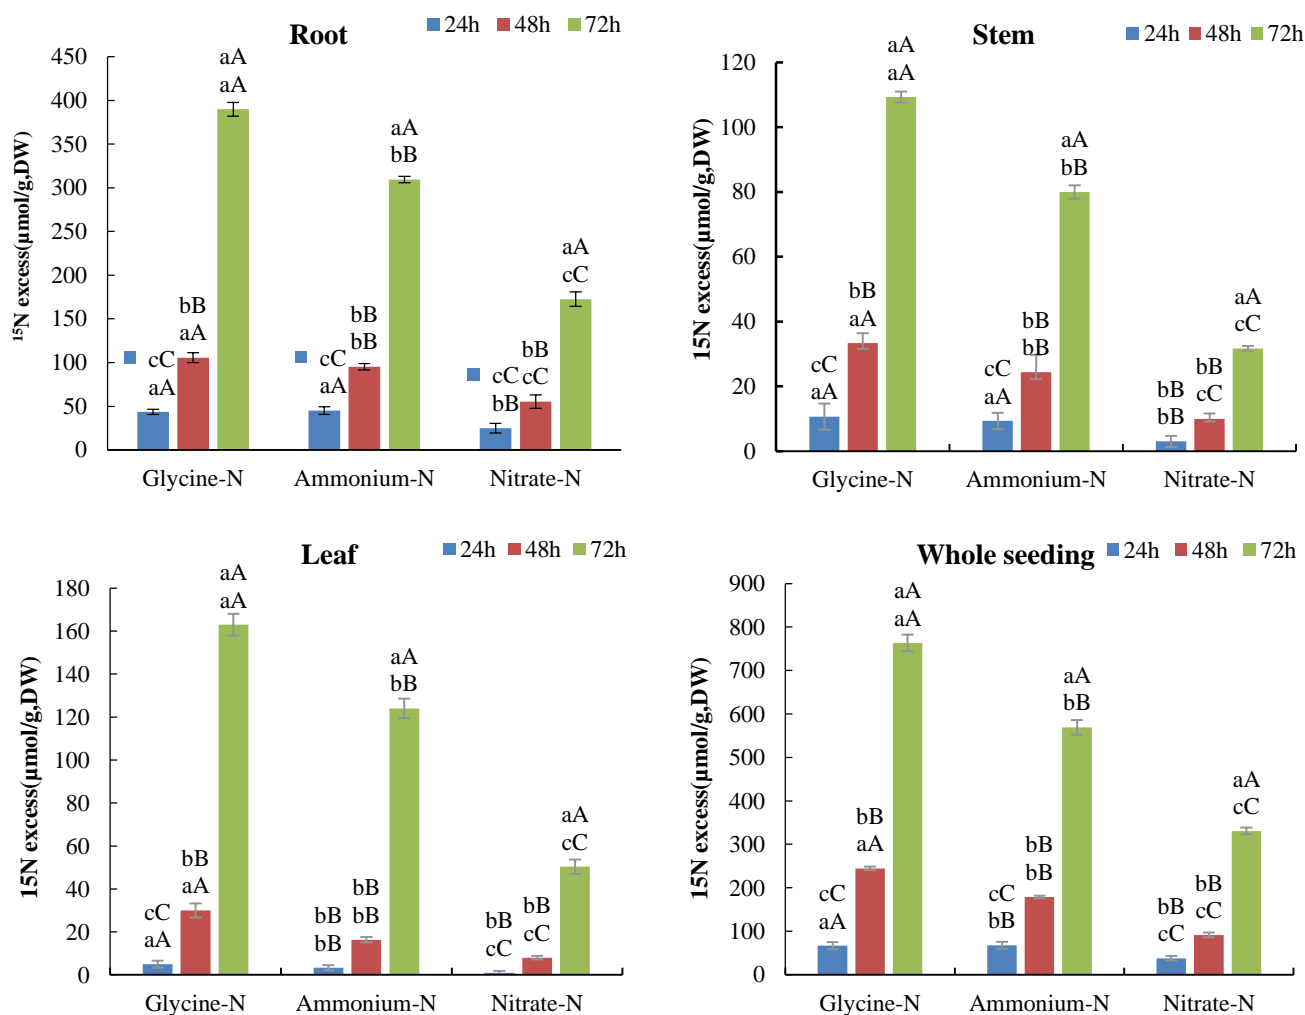 Root
24h 48h 72h
¹⁵N excess(μmol/g,DW)
450
400
350
300
250
200
150
100
50
0
cC
aA
bB
aA
aA
aA
cC
aA
bB
bB
aA
bB
cC
bB
bB
cC
aA
cC
Glycine-N Ammonium-N Nitrate-N
Stem
24h 48h 72h
15N excess(μmol/g,DW)
120
100
80
60
40
20
0
cC
aA
bB
aA
aA
aA
cC
aA
bB
bB
aA
bB
bB
bB
bB
cC
aA
cC
Glycine-N Ammonium-N Nitrate-N
Leaf
24h 48h 72h
15N excess(μmol/g,DW)
180
160
140
120
100
80
60
40
20
0
cC
aA
bB
aA
aA
aA
bB
bB
bB
bB
aA
bB
bB
cC
bB
cC
aA
cC
Glycine-N Ammonium-N Nitrate-N
Whole seeding
24h 48h 72h
15N excess(μmol/g,DW)
900
800
700
600
500
400
300
200
100
0
cC
aA
bB
aA
aA
aA
cC
bB
bB
bB
aA
bB
bB
cC
bB
cC
aA
cC
Glycine-N Ammonium-N Nitrate-N